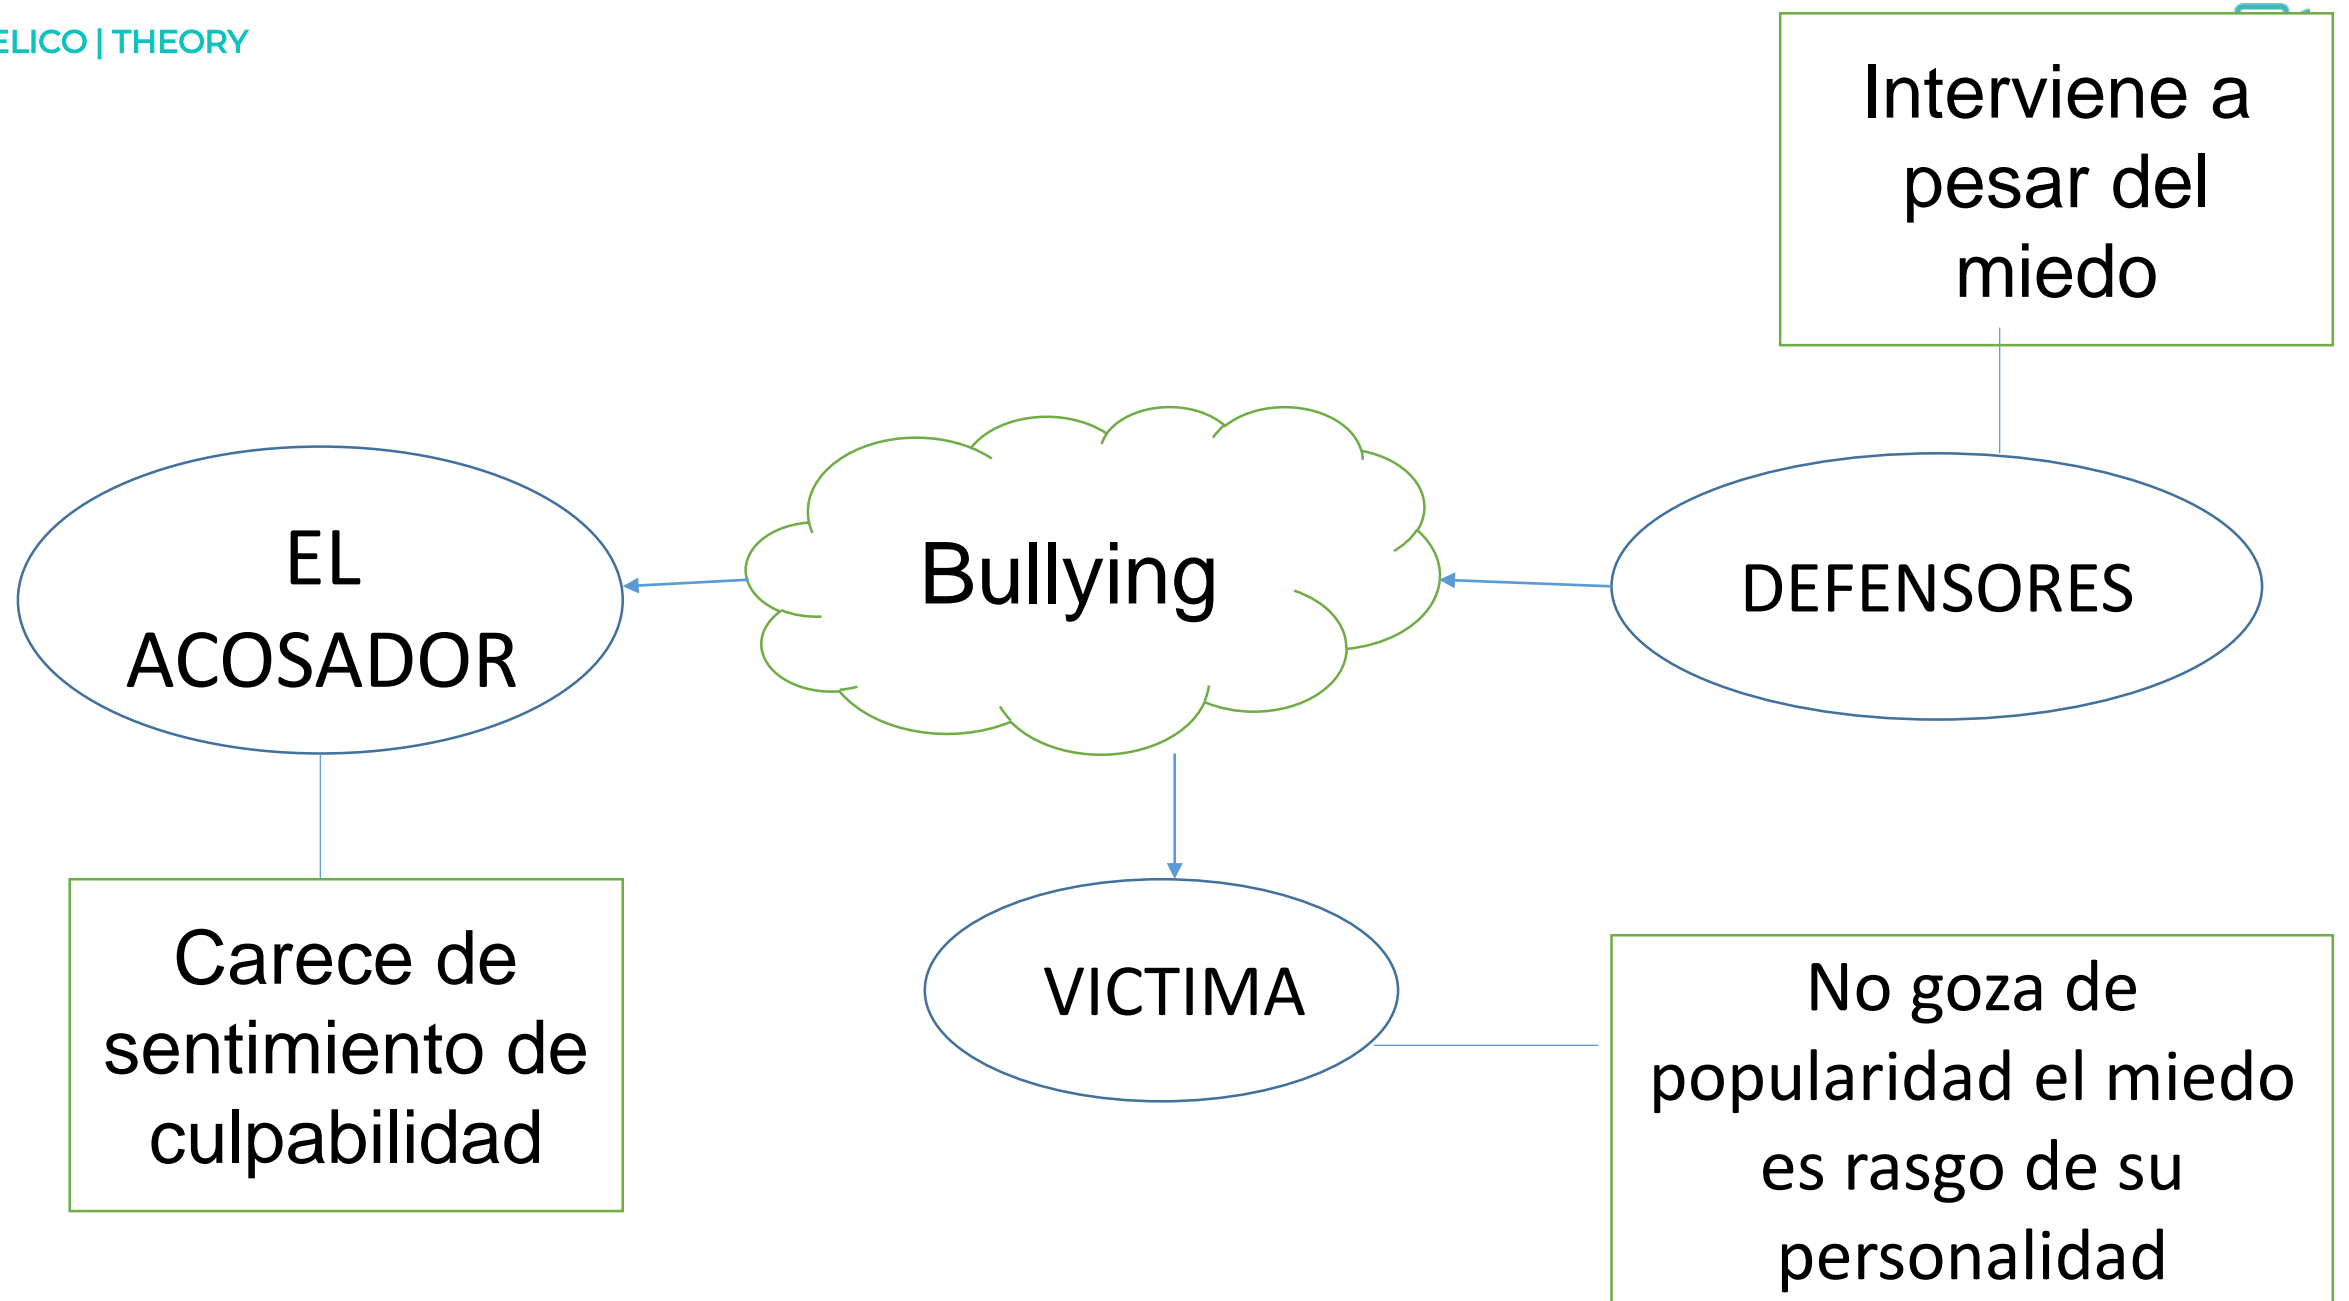 ELICO | THEORY
Interviene a
pesar del
miedo
EL
ACOSADOR
Bullying
DEFENSORES
Carece de
sentimiento de
culpabilidad
VICTIMA
No goza de
popularidad el miedo
es rasgo de su
personalidad